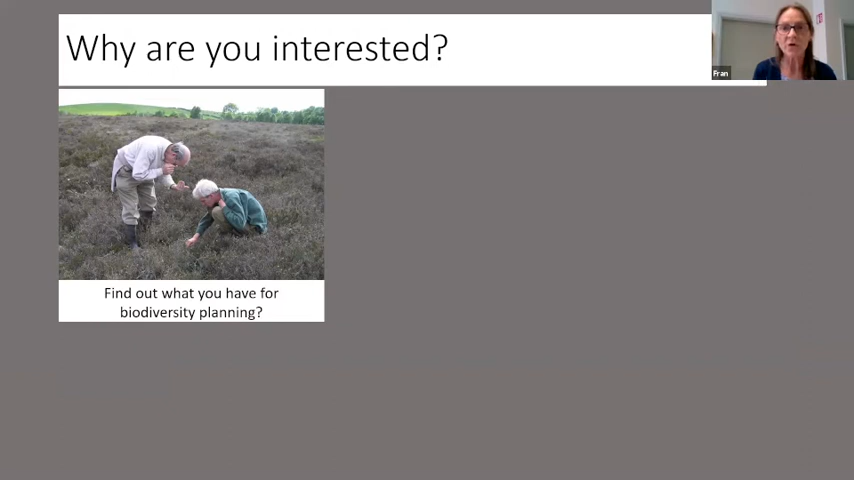 Why are you interested?
Fran
Find out what you have for
biodiversity planning?